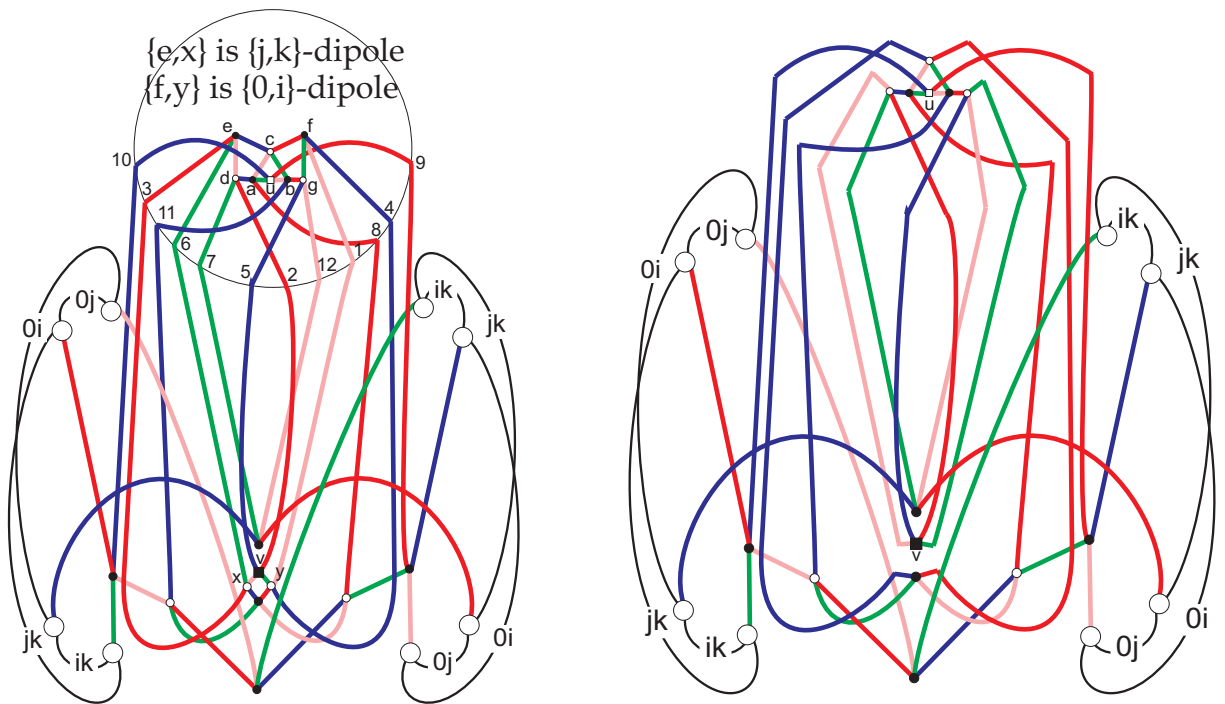 {e,x} is {j,k}-dipole
{f,y} is {0,i}-dipole
e
f
c
10
9
d
a
u
b
g
3
11
4
8
6
7
5
2
12
1
0j
0i
ik
jk
v
x
y
jk
ik
0j
0i
u
0j
0i
ik
jk
v
jk
ik
0j
0i